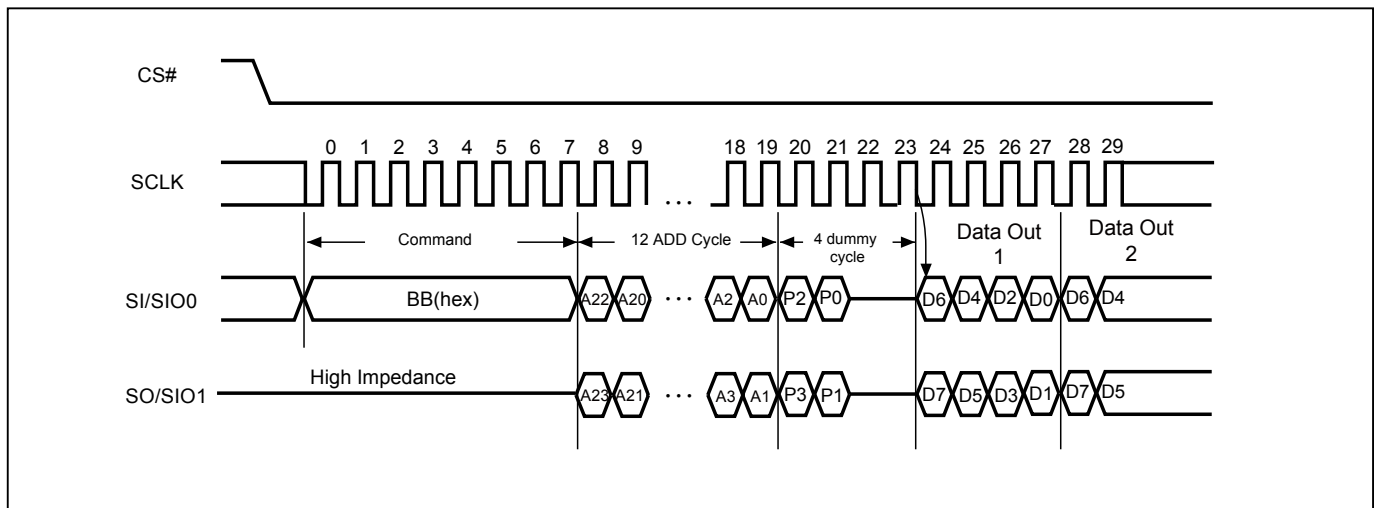 CS#
0 1 2 3 4 5 6 7 8 9 18 19 20 21 22 23 24 25 26 27 28 29
SCLK
...
Command 12 ADD Cycle 4 dummy cycle Data Out 1 Data Out 2
SI/SIO0 BB(hex) A22 A20 ... A2 A0 P2 P0 D6 D4 D2 D0 D6 D4
High Impedance
SO/SIO1 A23 A21 ... A3 A1 P3 P1 D7 D5 D3 D1 D7 D5